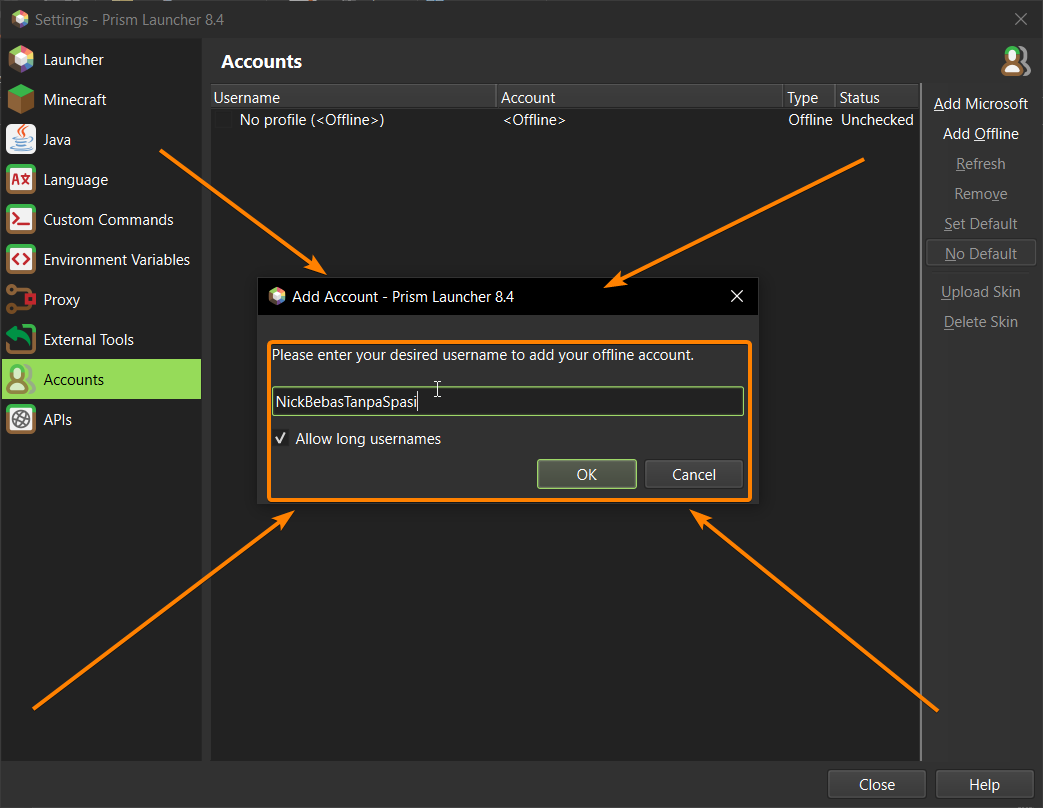 Settings - Prism Launcher 8.4
Launcher
Minecraft
Java
Language
Custom Commands
Environment Variables
Proxy
External Tools
Accounts
APIs
Accounts
Username Account Type Status
No profile (<Offline>) <Offline> Offline Unchecked
Add Microsoft
Add Offline
Refresh
Remove
Set Default
No Default
Upload Skin
Delete Skin
Add Account - Prism Launcher 8.4
Please enter your desired username to add your offline account.
NickBebasTanpaSpasi
Allow long usernames
OK Cancel
Close Help